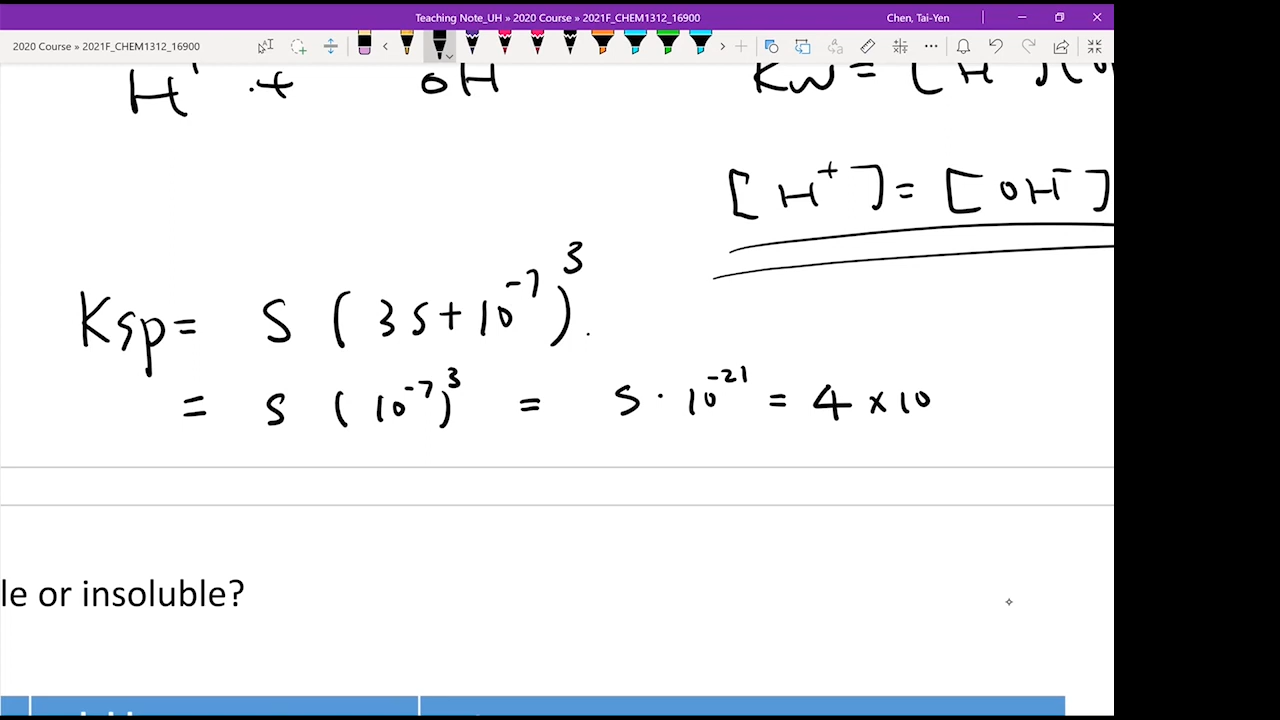 Teaching Note_UH » 2020 Course » 2021F_CHEM1312_16900
Chen, Tai-Yen
2020 Course » 2021F_CHEM1312_16900
H⁺ + OH
Kw = [H ](OH
[H⁺] = [OH⁻]
Ksp = S (3S+10⁻⁷)³.
= S (10⁻⁷)³ = S · 10⁻²¹ = 4 × 10
le or insoluble?